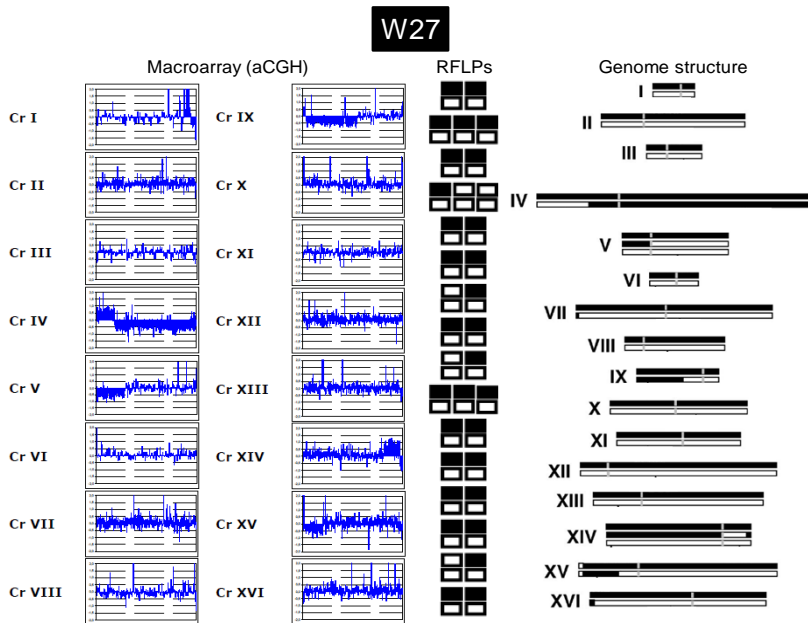 W27
Macroarray (aCGH)
RFLPs
Genome structure
Cr I
Cr II
Cr III
Cr IV
Cr V
Cr VI
Cr VII
Cr VIII
Cr IX
Cr X
Cr XI
Cr XII
Cr XIII
Cr XIV
Cr XV
Cr XVI
I
II
III
IV
V
VI
VII
VIII
IX
X
XI
XII
XIII
XIV
XV
XVI